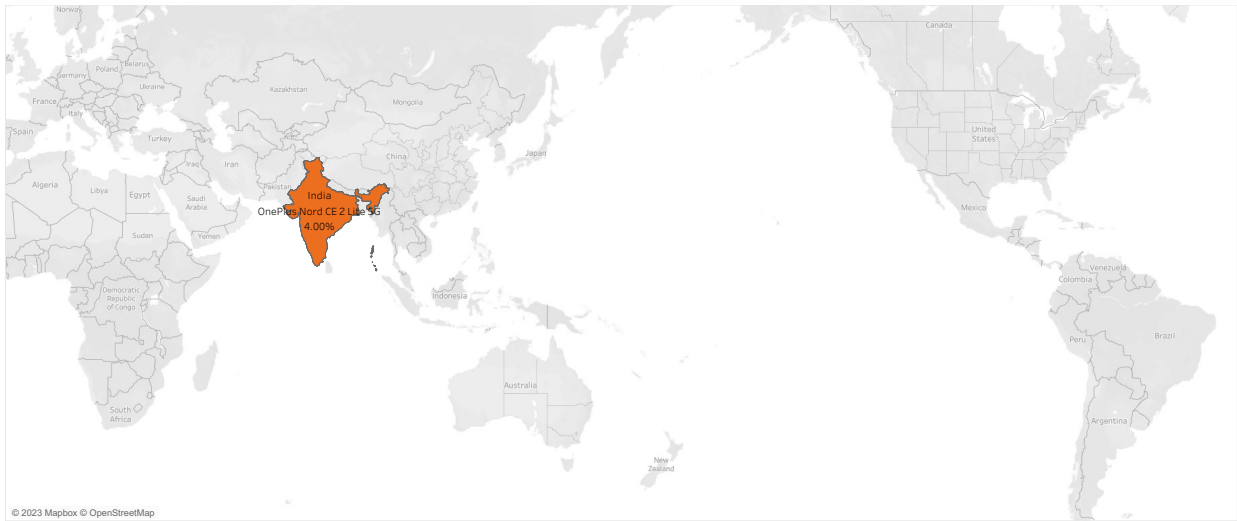 Norway
Canada
Poland
Belarus
Germany
Ukraine
Kazakhstan
France
Mongolia
Italy
Spain
Turkey
United
States
Japan
China
Iraq
Iran
Algeria
Libya
Egypt
Pakistan
India
Saudi
Arabia
OnePlus Nord CE 2 Lite 5G
Mexico
4.00%
Sudan
Yemen
Venezuela
Colombia
Democratic
Republic
of Congo
Indonesia
Brazil
Peru
Australia
South
Africa
Argentina
New
Zealand
© 2023 Mapbox © OpenStreetMap